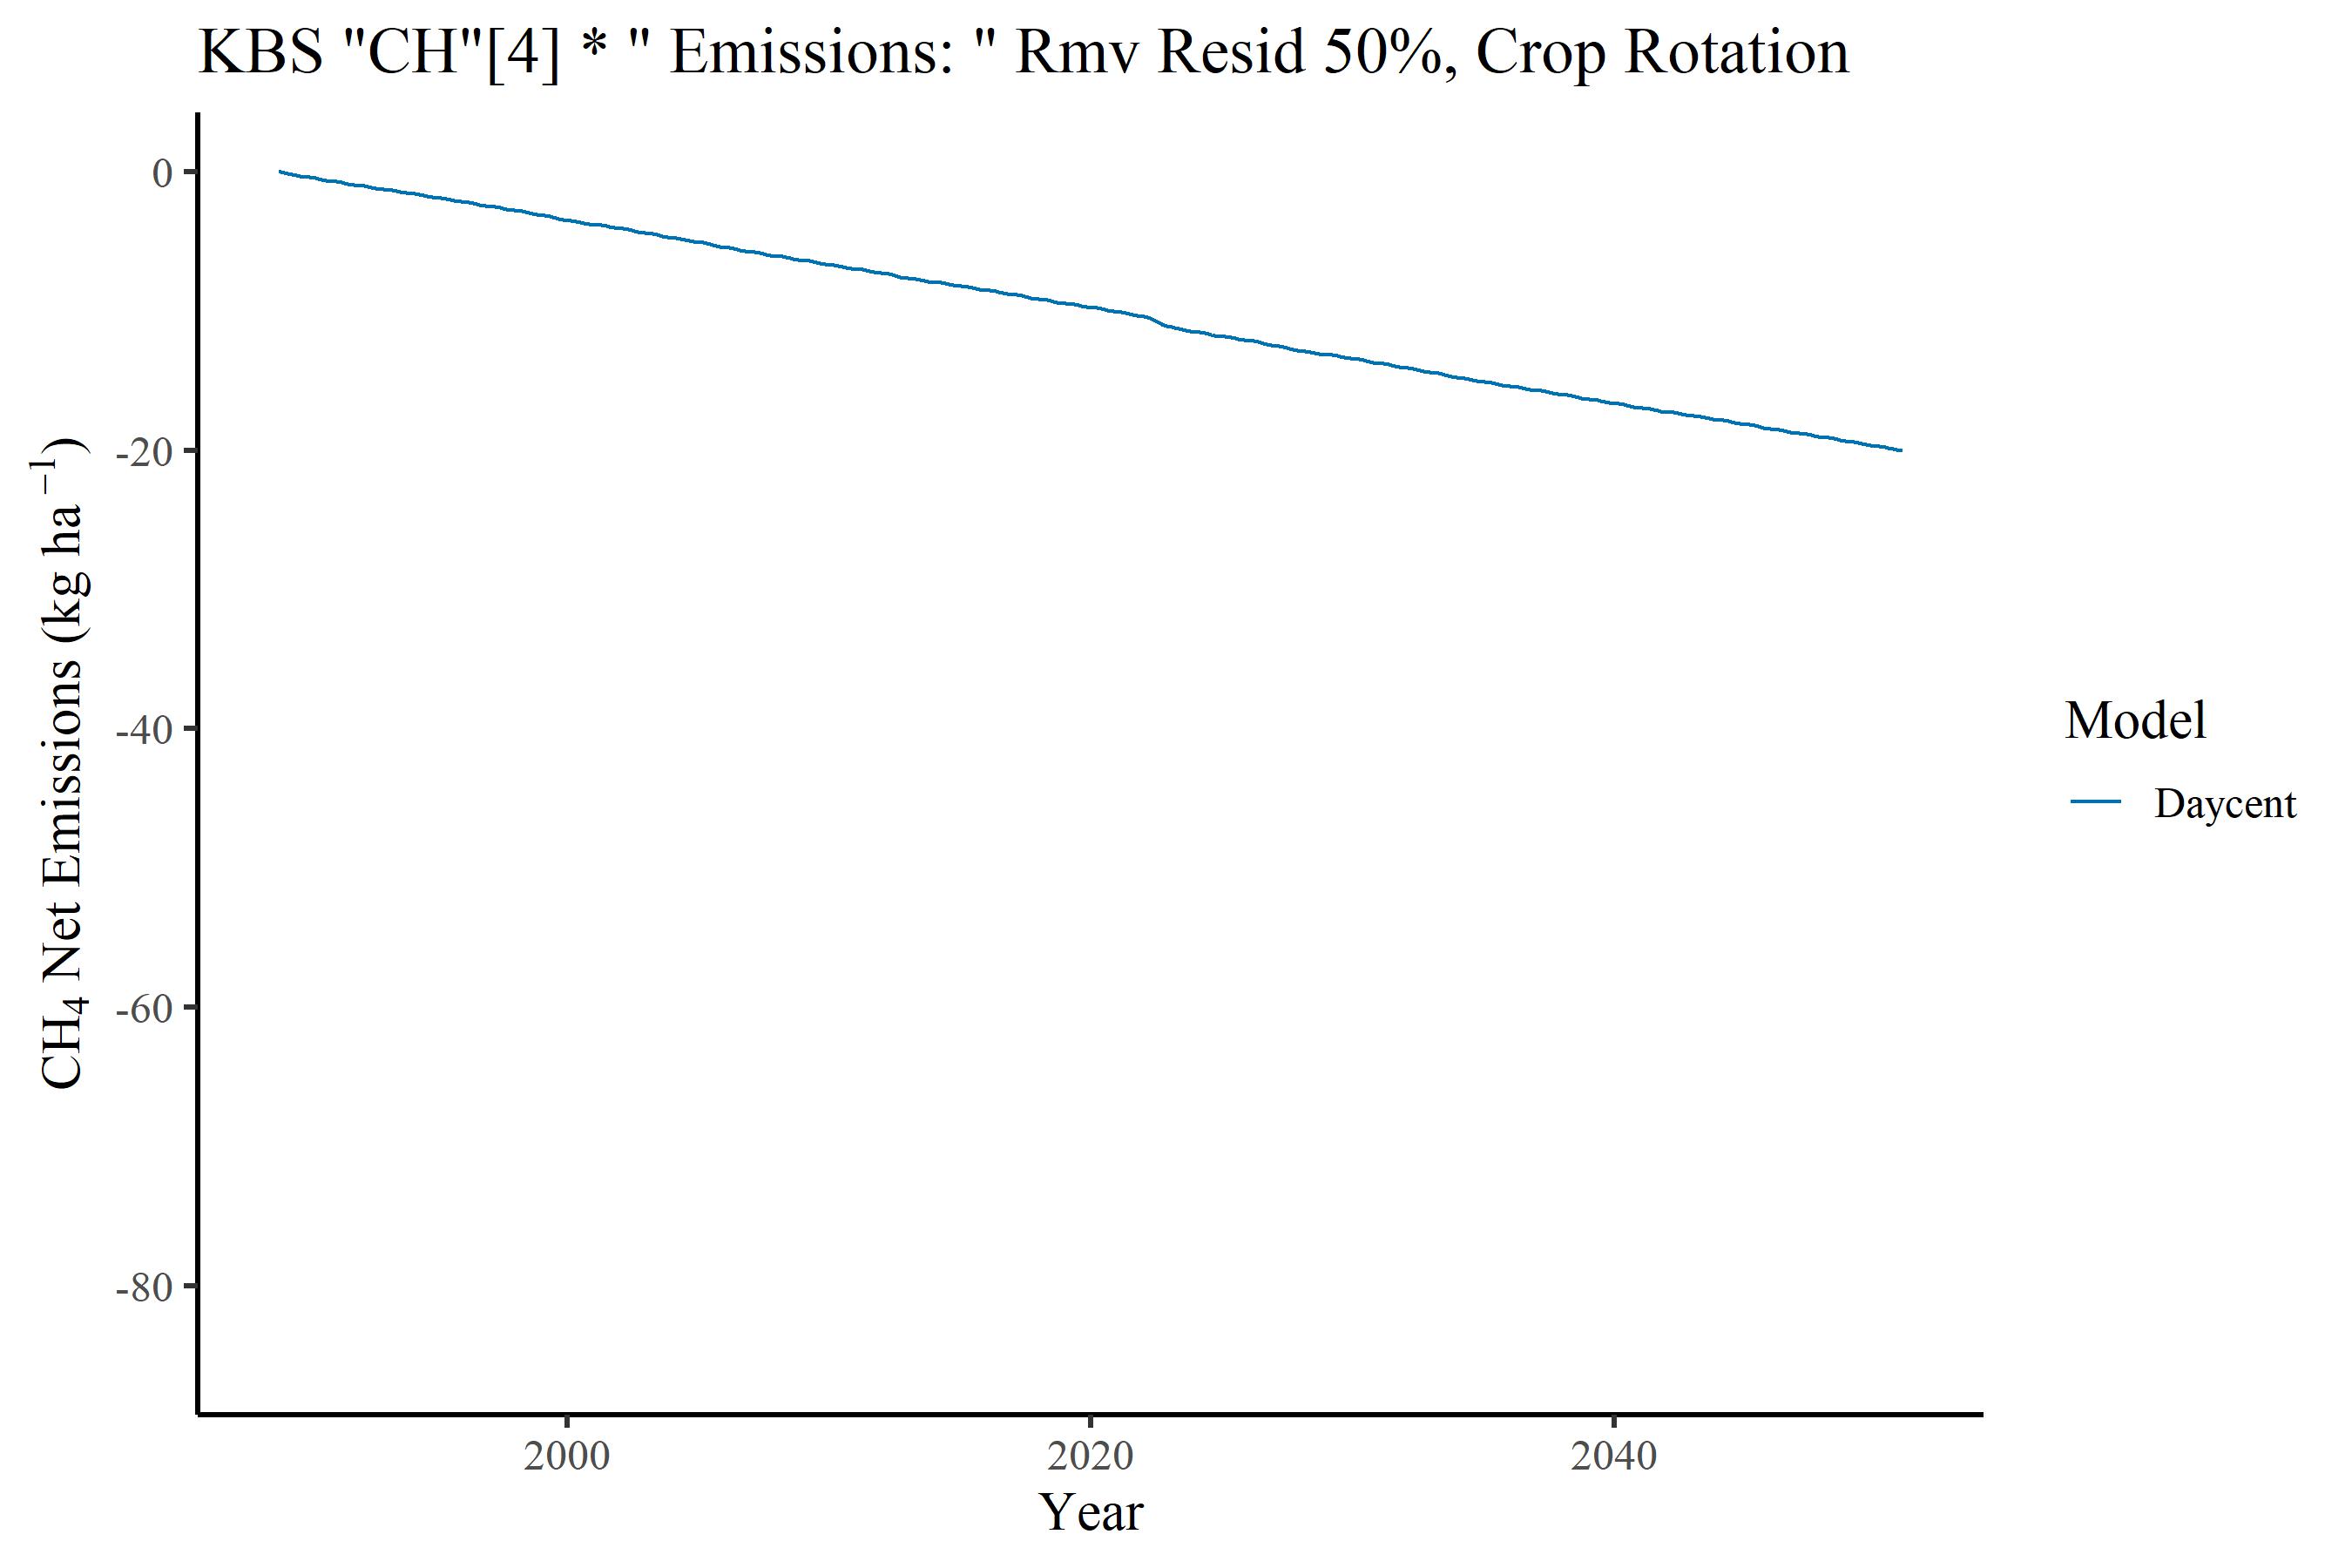 KBS "CH"[4] * " Emissions: " Rmv Resid 50%, Crop Rotation
CH₄ Net Emissions (kg ha ⁻¹)
0
-20
-40
-60
-80
2000 2020 2040
Year
Model
Daycent